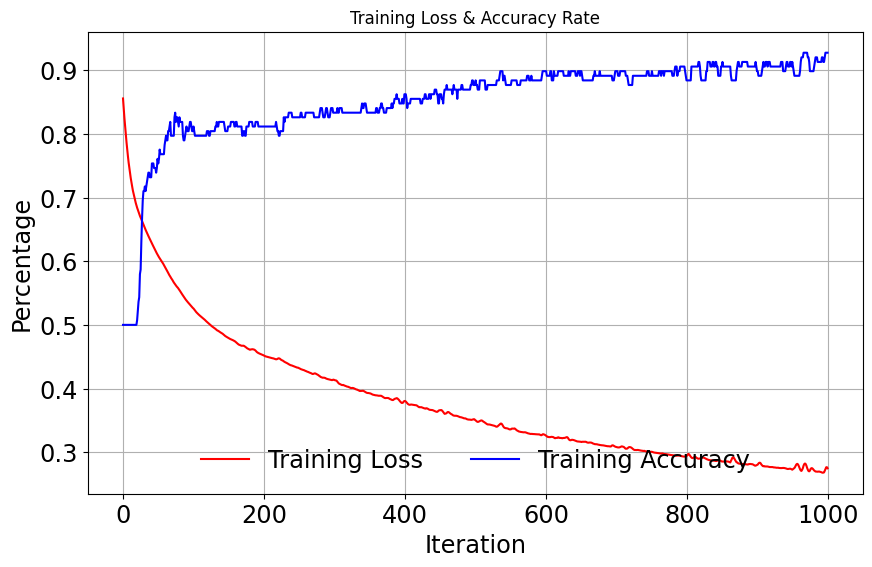 Training Loss & Accuracy Rate
Percentage
0.9
0.8
0.7
0.6
0.5
0.4
0.3
Training Loss
Training Accuracy
0 200 400 600 800 1000
Iteration